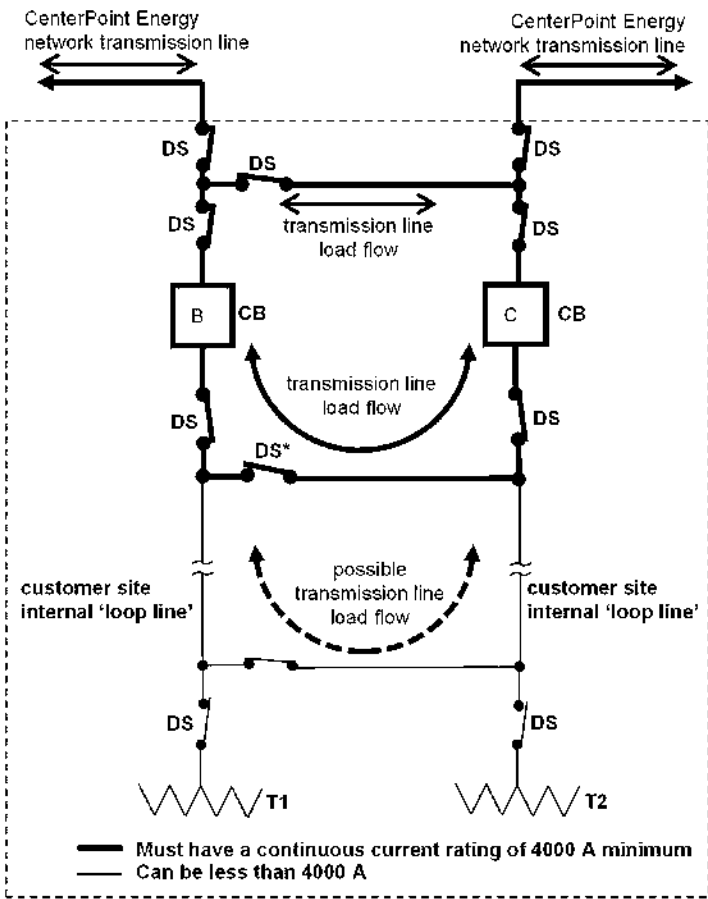 CenterPoint Energy
network transmission line
CenterPoint Energy
network transmission line
DS
DS
DS
DS
DS
transmission line
load flow
B
CB
C
CB
transmission line
load flow
DS
DS
DS*
possible
transmission line
load flow
customer site
internal 'loop line'
customer site
internal 'loop line'
DS
DS
T1
T2
Must have a continuous current rating of 4000 A minimum
Can be less than 4000 A